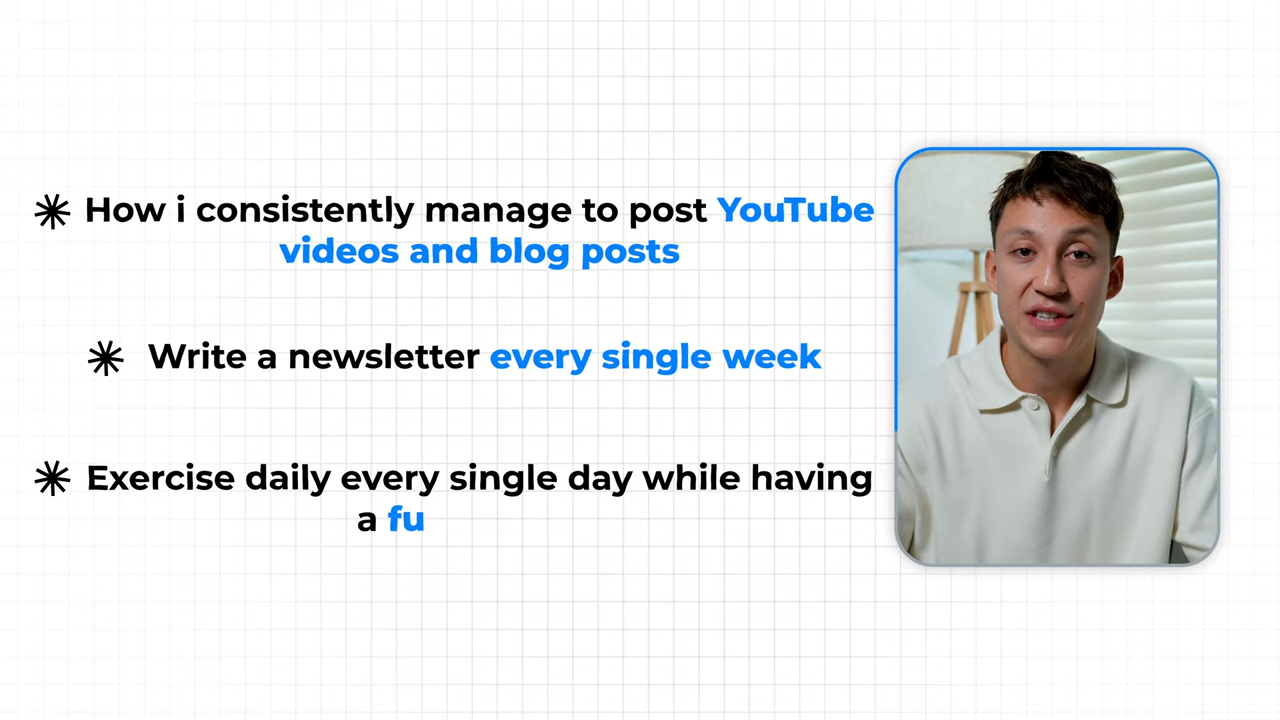 How i consistently manage to post YouTube
videos and blog posts
Write a newsletter every single week
Exercise daily every single day while having
a fu